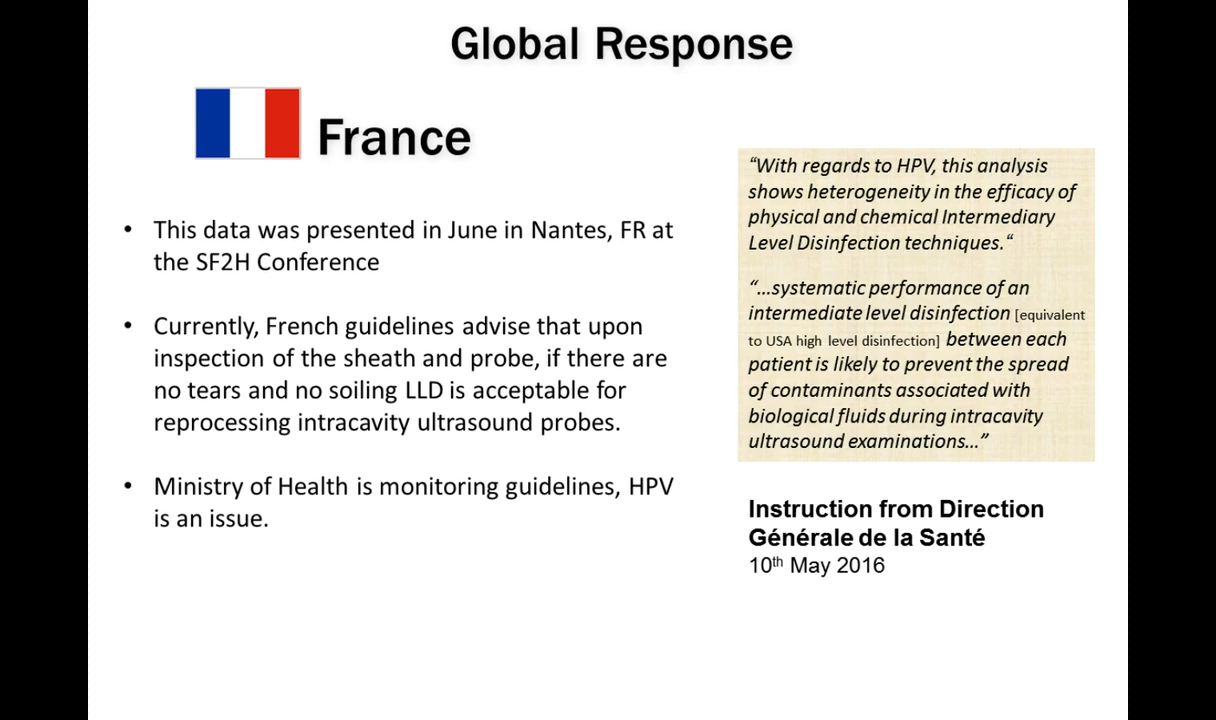 Global Response
France
• This data was presented in June in Nantes, FR at
the SF2H Conference
• Currently, French guidelines advise that upon
inspection of the sheath and probe, if there are
no tears and no soiling LLD is acceptable for
reprocessing intracavity ultrasound probes.
• Ministry of Health is monitoring guidelines, HPV
is an issue.
“With regards to HPV, this analysis
shows heterogeneity in the efficacy of
physical and chemical Intermediary
Level Disinfection techniques.“
“…systematic performance of an
intermediate level disinfection [equivalent
to USA high level disinfection] between each
patient is likely to prevent the spread
of contaminants associated with
biological fluids during intracavity
ultrasound examinations…”
Instruction from Direction
Générale de la Santé
10th May 2016